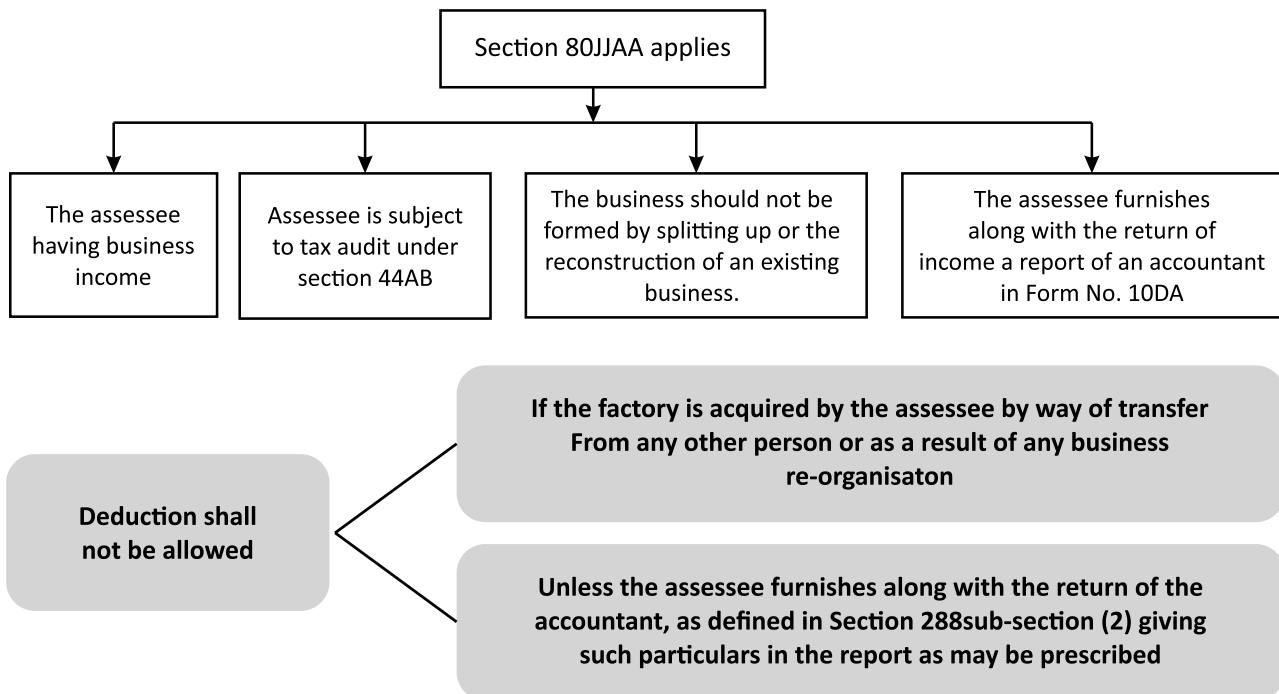 Section 80JJAA applies
The assessee
having business
income
Assessee is subject
to tax audit under
section 44AB
The business should not be
formed by splitting up or the
reconstruction of an existing
business.
The assessee furnishes
along with the return of
income a report of an accountant
in Form No. 10DA
Deduction shall
not be allowed
If the factory is acquired by the assessee by way of transfer
From any other person or as a result of any business
re-organisaton
Unless the assessee furnishes along with the return of the
accountant, as defined in Section 288sub-section (2) giving
such particulars in the report as may be prescribed